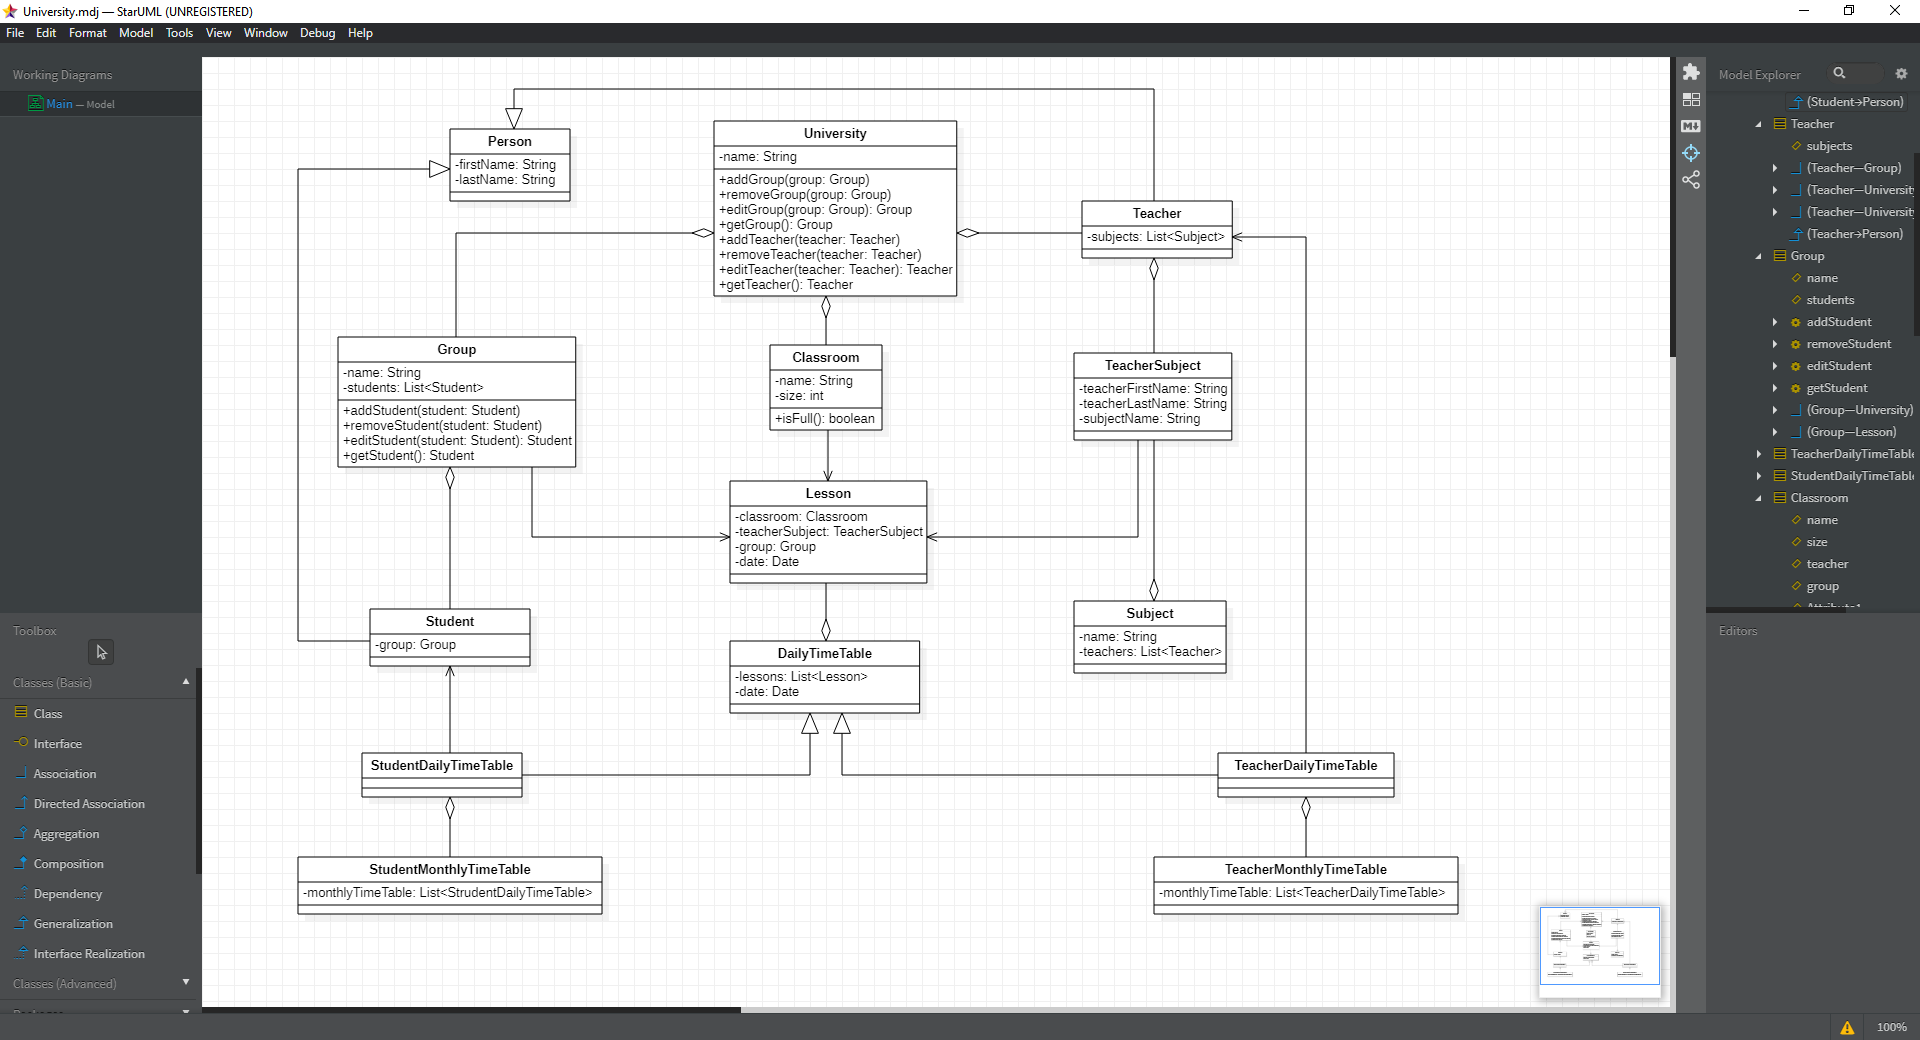 University.mdj — StarUML (UNREGISTERED)
File Edit Format Model Tools View Window Debug Help
Working Diagrams
Main — Model
Toolbox
Classes (Basic)
Class
Interface
Association
Directed Association
Aggregation
Composition
Dependency
Generalization
Interface Realization
Classes (Advanced)
Person
-firstName: String
-lastName: String
University
-name: String
+addGroup(group: Group)
+removeGroup(group: Group)
+editGroup(group: Group): Group
+getGroup(): Group
+addTeacher(teacher: Teacher)
+removeTeacher(teacher: Teacher)
+editTeacher(teacher: Teacher): Teacher
+getTeacher(): Teacher
Teacher
-subjects: List<Subject>
Group
-name: String
-students: List<Student>
+addStudent(student: Student)
+removeStudent(student: Student)
+editStudent(student: Student): Student
+getStudent(): Student
Classroom
-name: String
-size: int
+isFull(): boolean
TeacherSubject
-teacherFirstName: String
-teacherLastName: String
-subjectName: String
Lesson
-classroom: Classroom
-teacherSubject: TeacherSubject
-group: Group
-date: Date
Student
-group: Group
DailyTimeTable
-lessons: List<Lesson>
-date: Date
Subject
-name: String
-teachers: List<Teacher>
StudentDailyTimeTable
TeacherDailyTimeTable
StudentMonthlyTimeTable
-monthlyTimeTable: List<StrudentDailyTimeTable>
TeacherMonthlyTimeTable
-monthlyTimeTable: List<TeacherDailyTimeTable>
Model Explorer
(Student→Person)
Teacher
subjects
(Teacher—Group)
(Teacher—University
(Teacher—University
(Teacher→Person)
Group
name
students
addStudent
removeStudent
editStudent
getStudent
(Group—University)
(Group—Lesson)
TeacherDailyTimeTable
StudentDailyTimeTable
Classroom
name
size
teacher
group
Attribute1
Editors
100%